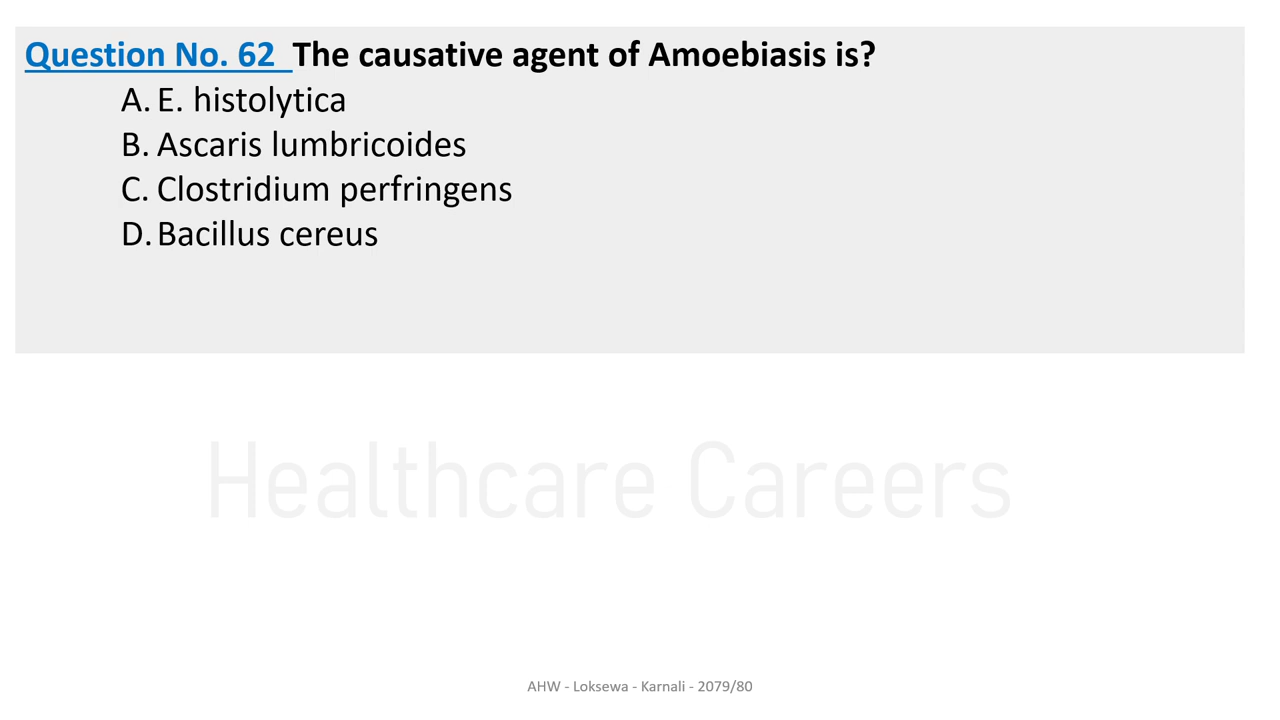 Question No. 62 The causative agent of Amoebiasis is?
A. E. histolytica
B. Ascaris lumbricoides
C. Clostridium perfringens
D. Bacillus cereus
Healthcare Careers
AHW - Loksewa - Karnali - 2079/80